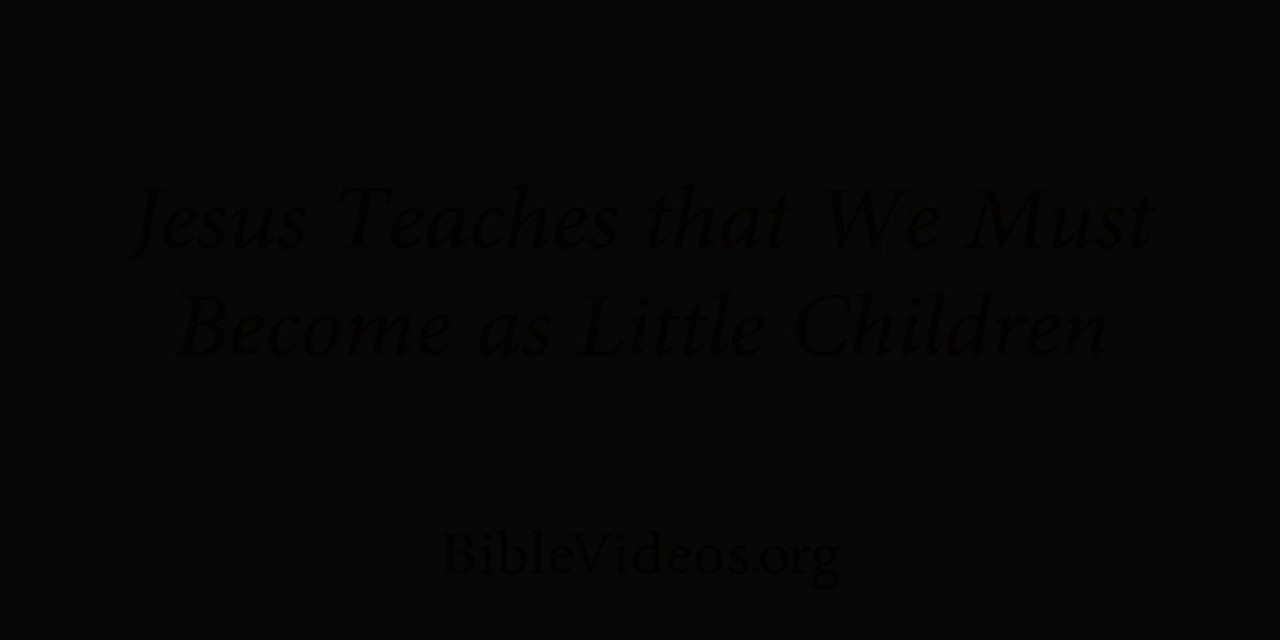 Jesus Teaches that We Must
Become as Little Children
BibleVideos.org